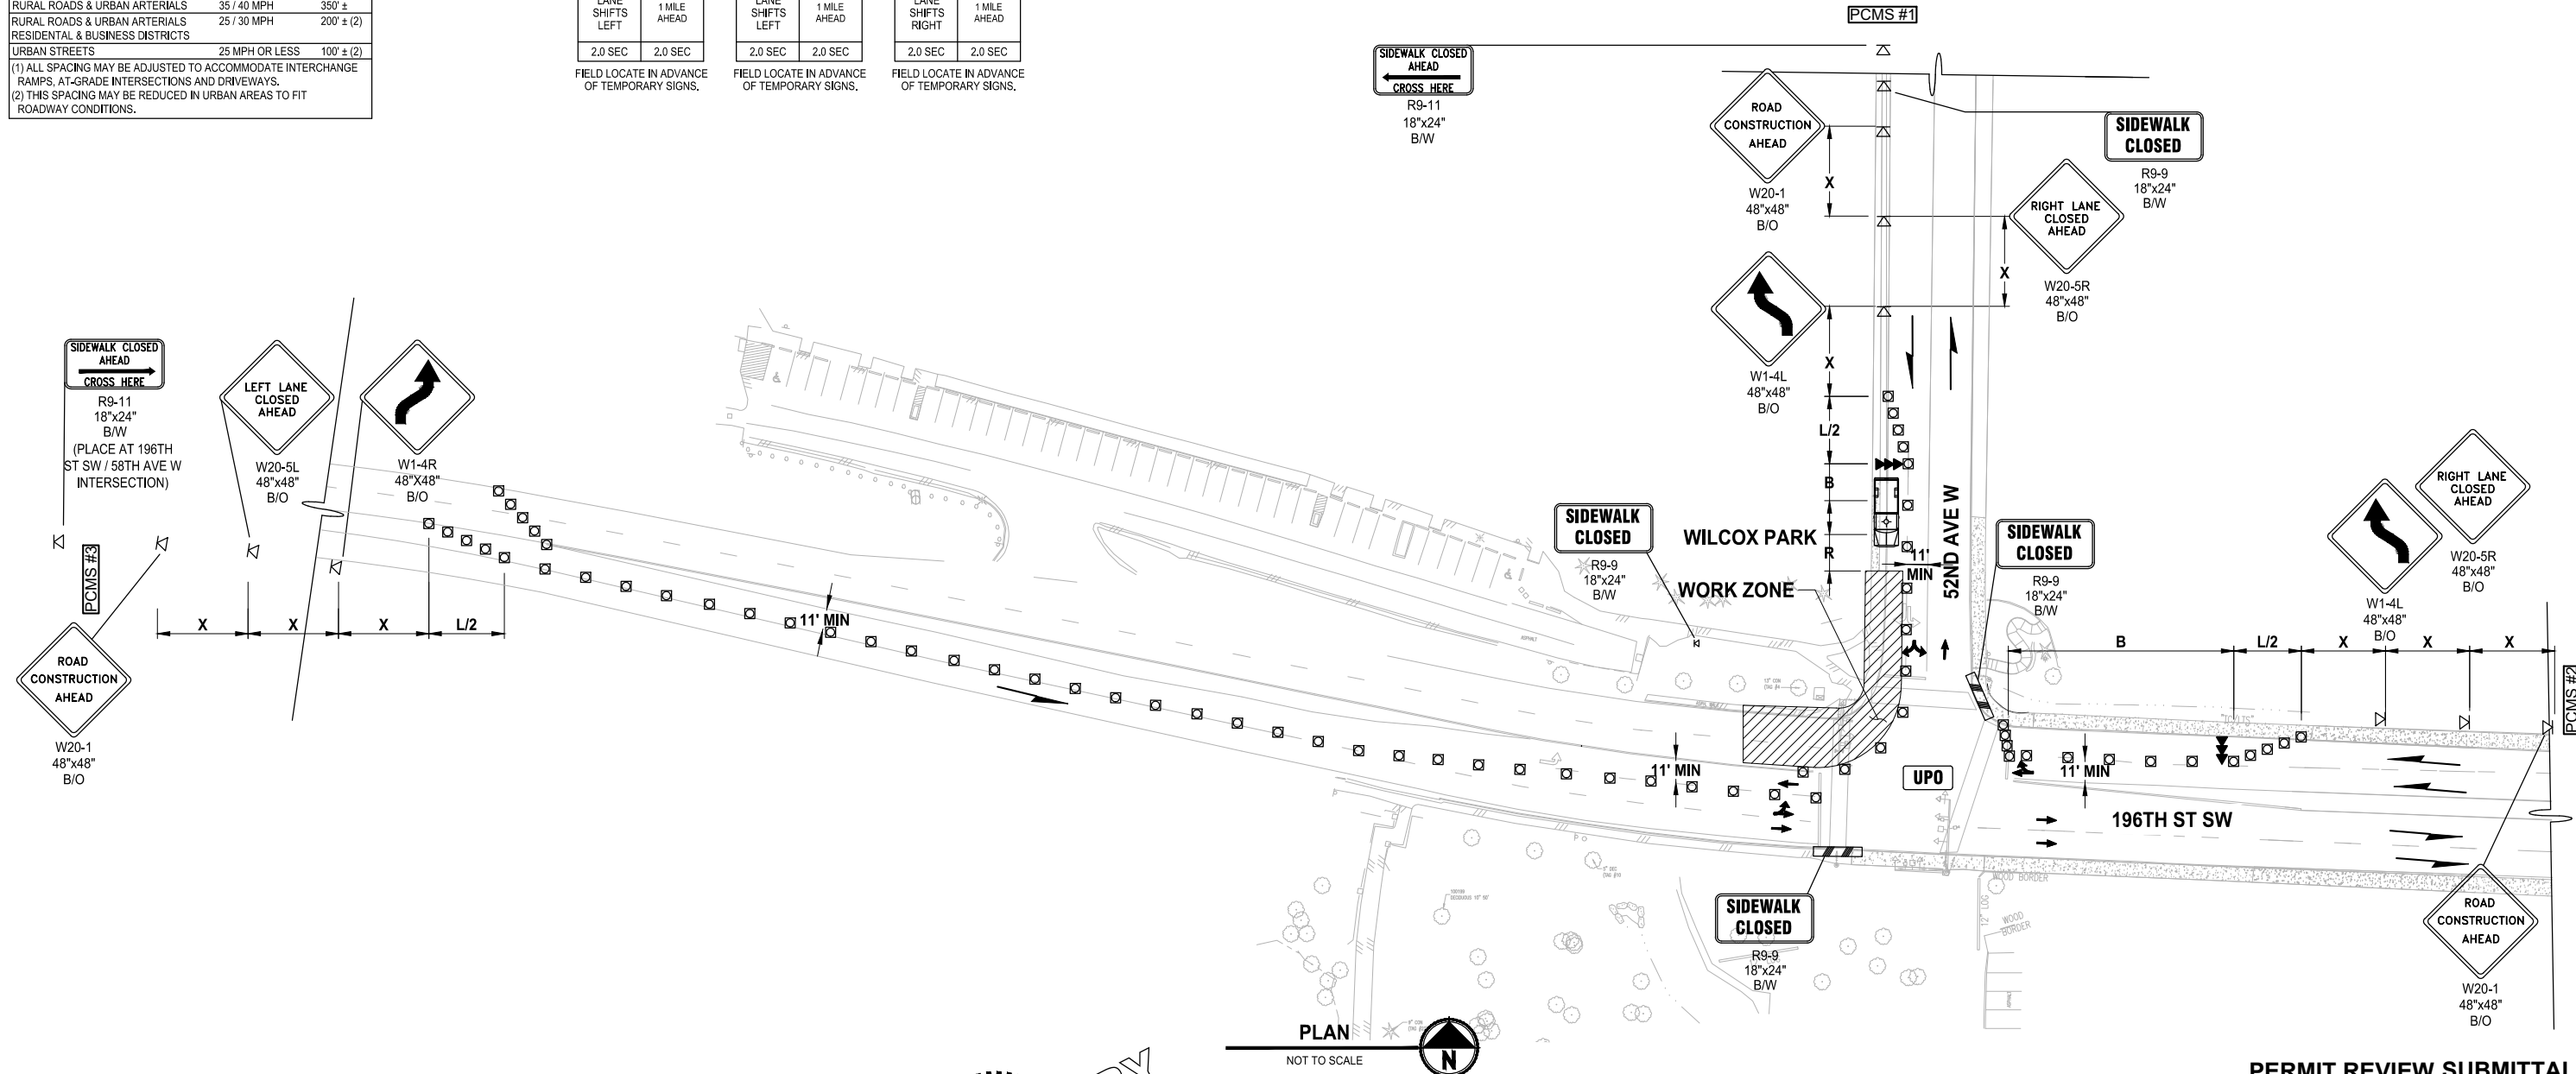 RURAL ROADS & URBAN ARTERIALS 35 / 40 MPH 350' ±
RURAL ROADS & URBAN ARTERIALS 25 / 30 MPH 200' ± (2)
RESIDENTIAL & BUSINESS DISTRICTS
URBAN STREETS 25 MPH OR LESS 100' ± (2)
(1) ALL SPACING MAY BE ADJUSTED TO ACCOMMODATE INTERCHANGE
RAMPS, AT-GRADE INTERSECTIONS AND DRIVEWAYS.
(2) THIS SPACING MAY BE REDUCED IN URBAN AREAS TO FIT
ROADWAY CONDITIONS.
LANE
SHIFTS
LEFT
1 MILE
AHEAD
2.0 SEC 2.0 SEC
FIELD LOCATE IN ADVANCE
OF TEMPORARY SIGNS.
LANE
SHIFTS
LEFT
1 MILE
AHEAD
2.0 SEC 2.0 SEC
FIELD LOCATE IN ADVANCE
OF TEMPORARY SIGNS.
LANE
SHIFTS
RIGHT
1 MILE
AHEAD
2.0 SEC 2.0 SEC
FIELD LOCATE IN ADVANCE
OF TEMPORARY SIGNS.
PCMS #1
SIDEWALK CLOSED
AHEAD
CROSS HERE
R9-11
18"x24"
B/W
ROAD
CONSTRUCTION
AHEAD
W20-1
48"x48"
B/O
X
SIDEWALK
CLOSED
R9-9
18"x24"
B/W
RIGHT LANE
CLOSED
AHEAD
W20-5R
48"x48"
B/O
X
W1-4L
48"x48"
B/O
X
L/2
B
R
11'
MIN
52ND AVE W
SIDEWALK CLOSED
AHEAD
CROSS HERE
R9-11
18"x24"
B/W
(PLACE AT 196TH
ST SW / 58TH AVE W
INTERSECTION)
LEFT LANE
CLOSED
AHEAD
W20-5L
48"x48"
B/O
W1-4R
48"X48"
B/O
PCMS #3
X X X L/2
ROAD
CONSTRUCTION
AHEAD
W20-1
48"x48"
B/O
11' MIN
SIDEWALK
CLOSED
R9-9
18"x24"
B/W
WILCOX PARK
WORK ZONE
SIDEWALK
CLOSED
R9-9
18"x24"
B/W
RIGHT LANE
CLOSED
AHEAD
W20-5R
48"x48"
B/O
W1-4L
48"x48"
B/O
B L/2 X X X
PCMS #2
11' MIN
11' MIN
UPO
196TH ST SW
ASPHALT
WOOD BORDER
12" LOG
WOOD
BORDER
SIDEWALK
CLOSED
R9-9
18"x24"
B/W
ROAD
CONSTRUCTION
AHEAD
W20-1
48"x48"
B/O
PLAN
NOT TO SCALE
N
PERMIT REVIEW SUBMITTAL